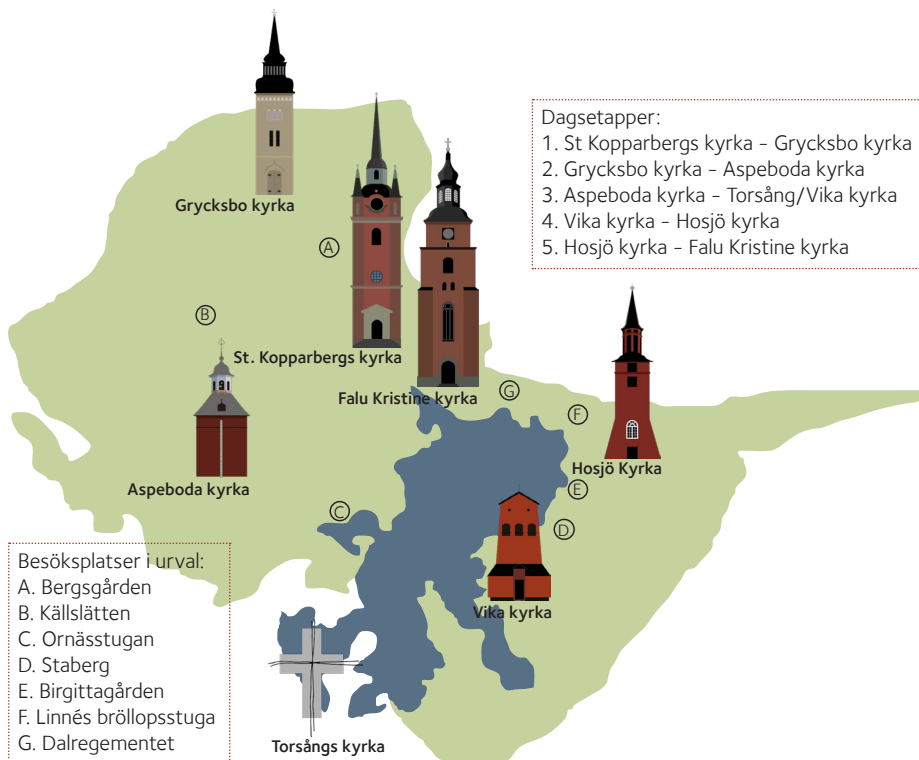 Dagsetapper:
1. St Kopparbergs kyrka – Grycksbo kyrka
2. Grycksbo kyrka – Aspeboda kyrka
3. Aspeboda kyrka – Torsång/Vika kyrka
4. Vika kyrka – Hosjö kyrka
5. Hosjö kyrka – Falu Kristine kyrka
Grycksbo kyrka
A
B
St. Kopparbergs kyrka
Falu Kristine kyrka
G
F
Aspeboda kyrka
Hosjö Kyrka
E
C
D
Vika kyrka
Torsångs kyrka
Besöksplatser i urval:
A. Bergsgården
B. Källslätten
C. Ornässtugan
D. Staberg
E. Birgittagården
F. Linnés bröllopsstuga
G. Dalregementet